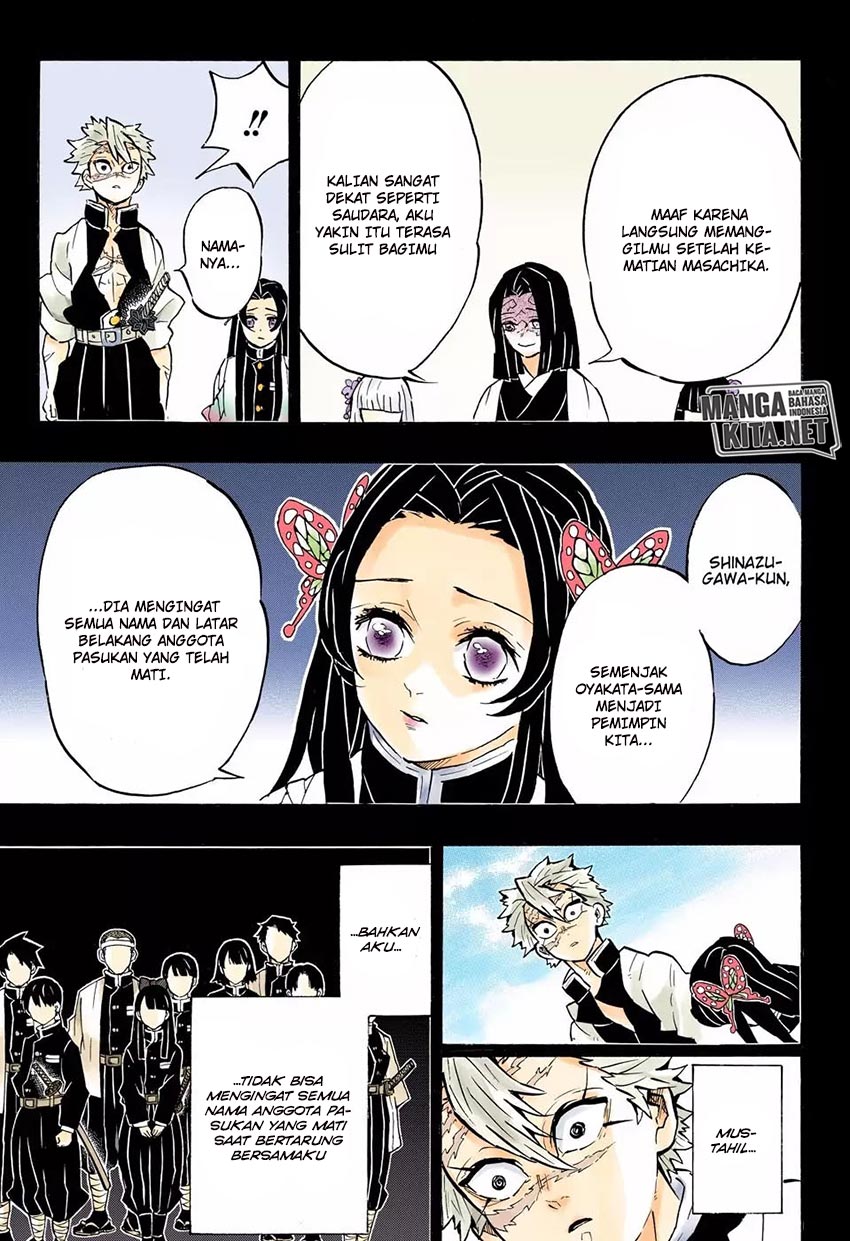 MAAF KARENA
LANGSUNG MEMANG-
GILMU SETELAH KE-
MATIAN MASACHIKA.
KALIAN SANGAT
DEKAT SEPERTI
SAUDARA, AKU
YAKIN ITU TERASA
SULIT BAGIMU
!!
NAMA-
NYA...
MANGA
KITA.NET
BACA MANGA
BAHASA
INDONESIA
SHINAZU-
GAWA-KUN,
SEMENJAK
OYAKATA-SAMA
MENJADI
PEMIMPIN
KITA...
...DIA MENGINGAT
SEMUA NAMA DAN LATAR
BELAKANG ANGGOTA
PASUKAN YANG TELAH
MATI.
MUS-
TAHIL...
...BAHKAN
AKU...
...TIDAK BISA
MENGINGAT SEMUA
NAMA ANGGOTA PA-
SUKAN YANG MATI
SAAT BERTARUNG
BERSAMAKU